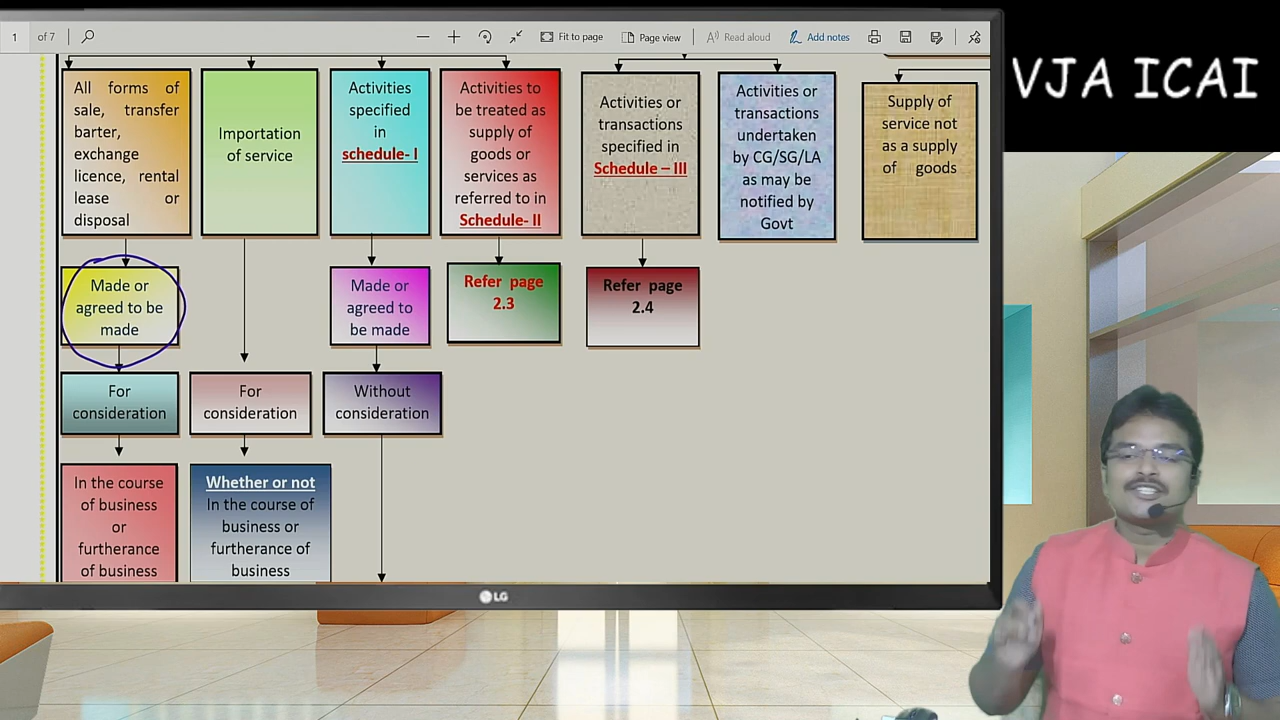 1 of 7
Fit to page
Page view
Read aloud
Add notes
VJA ICAI
All forms of
sale, transfer
barter,
exchange
licence, rental
lease or
disposal
Importation
of service
Activities
specified
in
schedule- I
Activities to
be treated as
supply of
goods or
services as
referred to in
Schedule- II
Activities or
transactions
specified in
Schedule – III
Activities or
transactions
undertaken
by CG/SG/LA
as may be
notified by
Govt
Supply of
service not
as a supply
of goods
Made or
agreed to be
made
Made or
agreed to
be made
Refer page
2.3
Refer page
2.4
For
consideration
For
consideration
Without
consideration
In the course
of business
or
furtherance
of business
Whether or not
In the course of
business or
furtherance of
business
LG